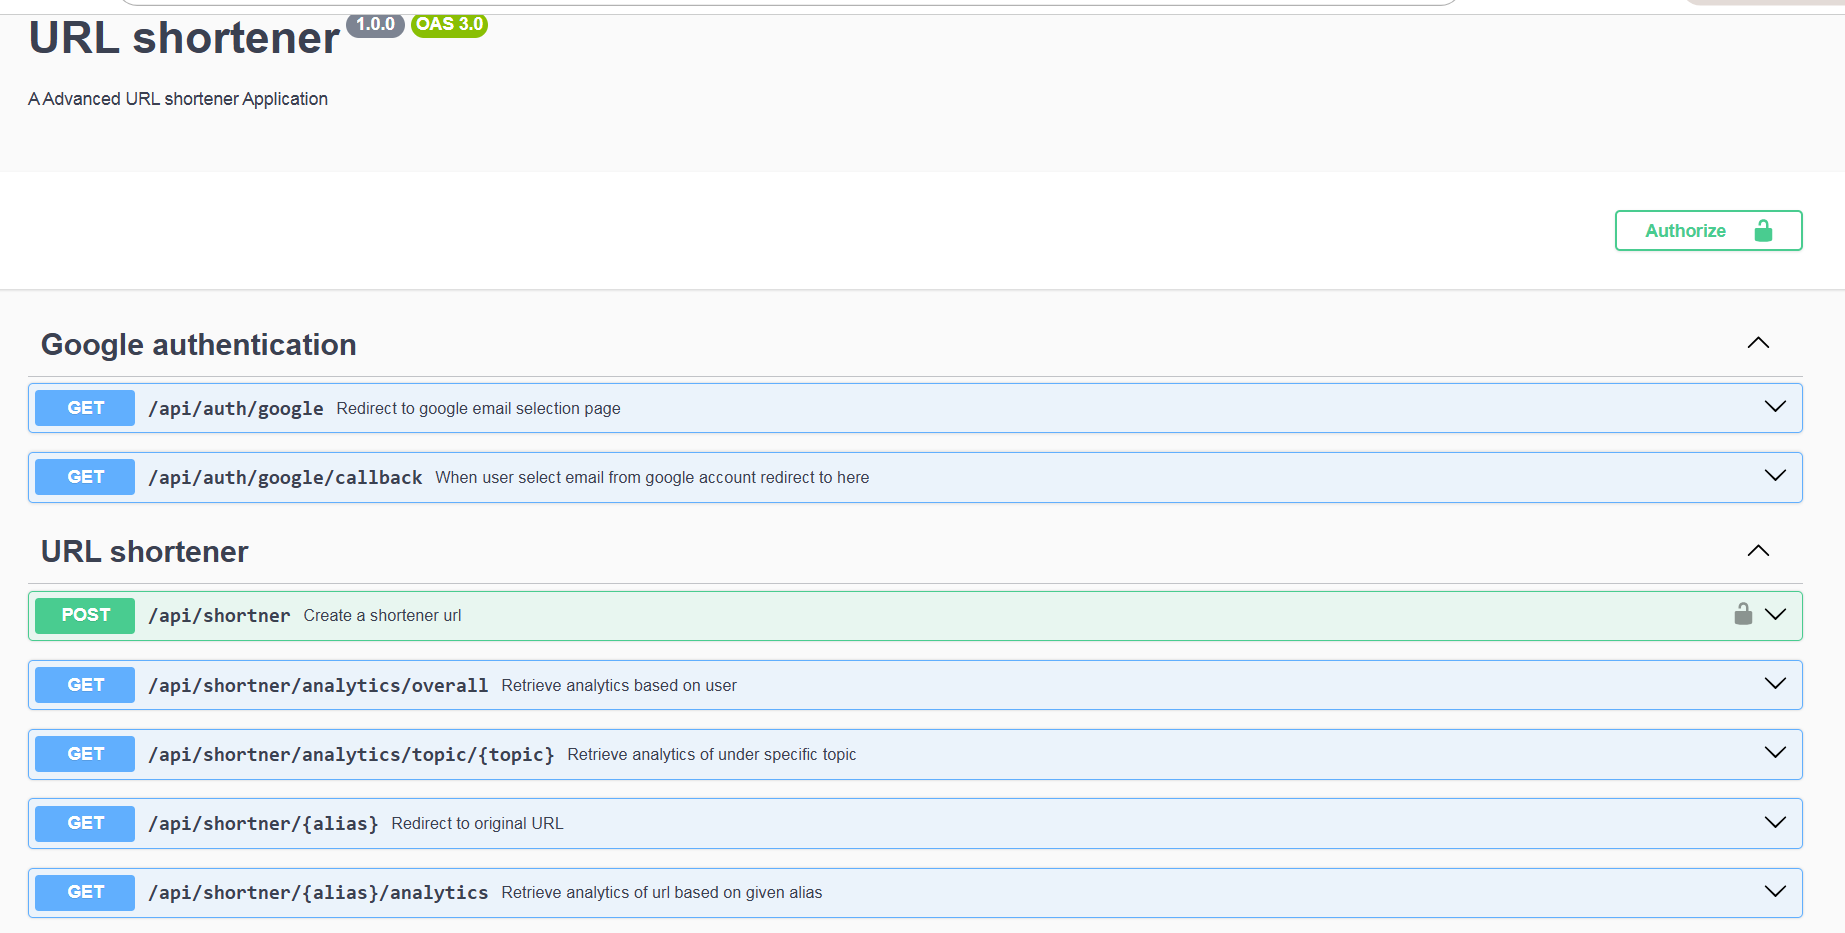 URL shortener 1.0.0 OAS 3.0
A Advanced URL shortener Application
Authorize
Google authentication
GET /api/auth/google Redirect to google email selection page
GET /api/auth/google/callback When user select email from google account redirect to here
URL shortener
POST /api/shortner Create a shortener url
GET /api/shortner/analytics/overall Retrieve analytics based on user
GET /api/shortner/analytics/topic/{topic} Retrieve analytics of under specific topic
GET /api/shortner/{alias} Redirect to original URL
GET /api/shortner/{alias}/analytics Retrieve analytics of url based on given alias